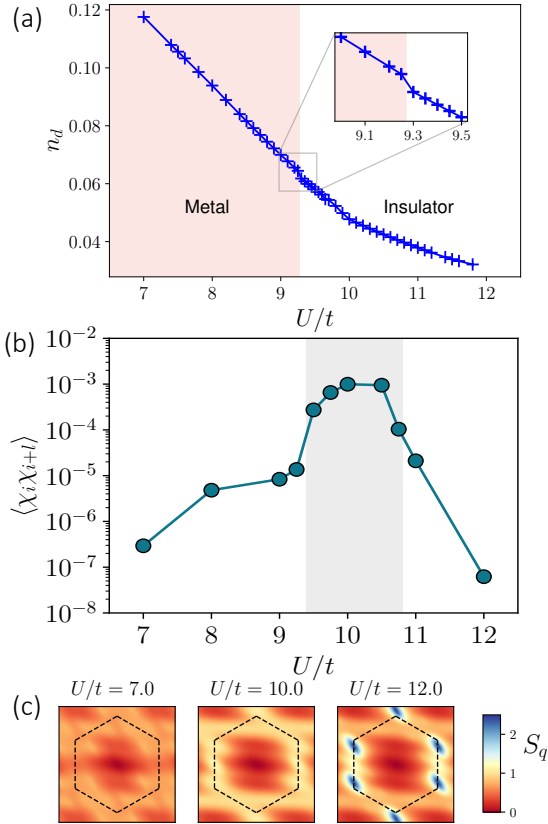 (a)
0.12
0.10
0.08
0.06
0.04
n_d
9.1 9.3 9.5
Metal
Insulator
7 8 9 10 11 12
U/t
(b)
10^{-2}
10^{-3}
10^{-4}
10^{-5}
10^{-6}
10^{-7}
10^{-8}
⟨χ_iχ_{i+l}⟩
7 8 9 10 11 12
U/t
(c)
U/t = 7.0 U/t = 10.0 U/t = 12.0
2
1
0
S_q